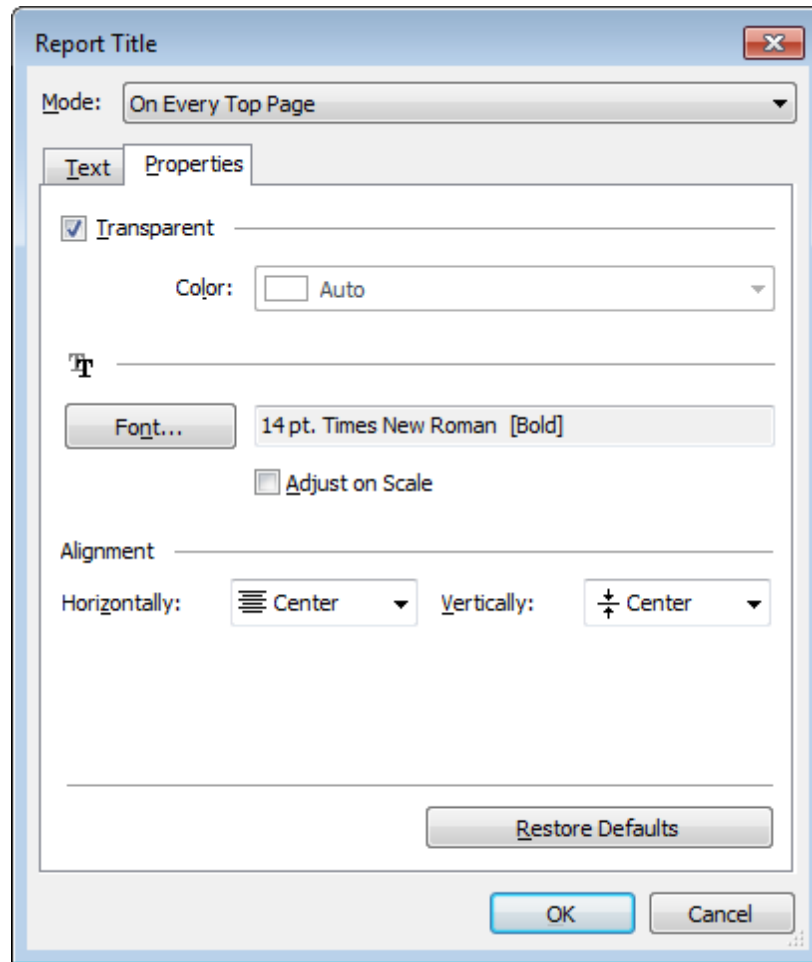 Report Title
Mode: On Every Top Page
Text Properties
Transparent
Color: Auto
Font... 14 pt. Times New Roman [Bold]
Adjust on Scale
Alignment
Horizontally: Center Vertically: Center
Restore Defaults
OK Cancel